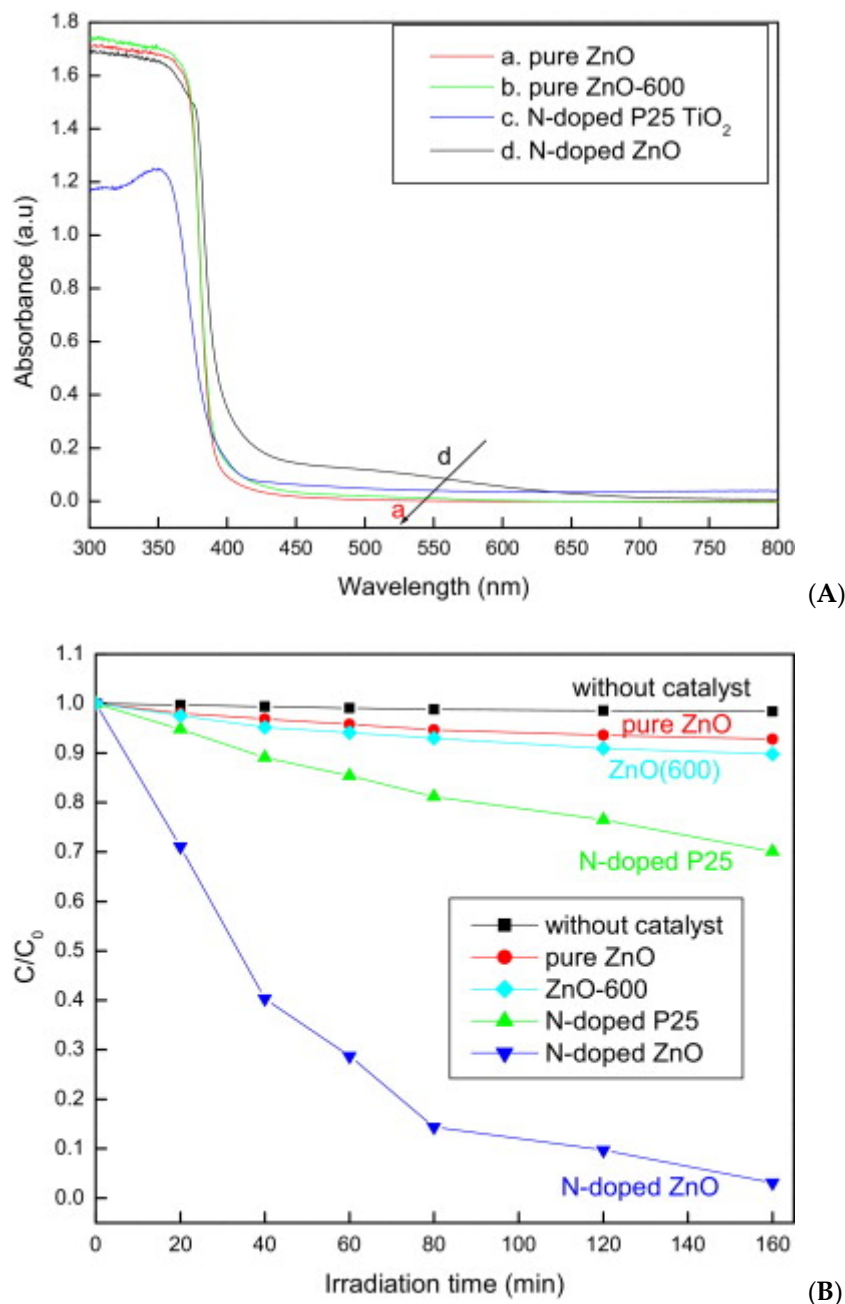 1.8
1.6
1.4
1.2
1.0
0.8
0.6
0.4
0.2
0.0
Absorbance (a.u)
a. pure ZnO
b. pure ZnO-600
c. N-doped P25 TiO₂
d. N-doped ZnO
d
a
300 350 400 450 500 550 600 650 700 750 800
Wavelength (nm)
(A)
1.1
1.0
0.9
0.8
0.7
0.6
0.5
0.4
0.3
0.2
0.1
0.0
C/C₀
without catalyst
pure ZnO
ZnO(600)
N-doped P25
without catalyst
pure ZnO
ZnO-600
N-doped P25
N-doped ZnO
N-doped ZnO
0 20 40 60 80 100 120 140 160
Irradiation time (min)
(B)